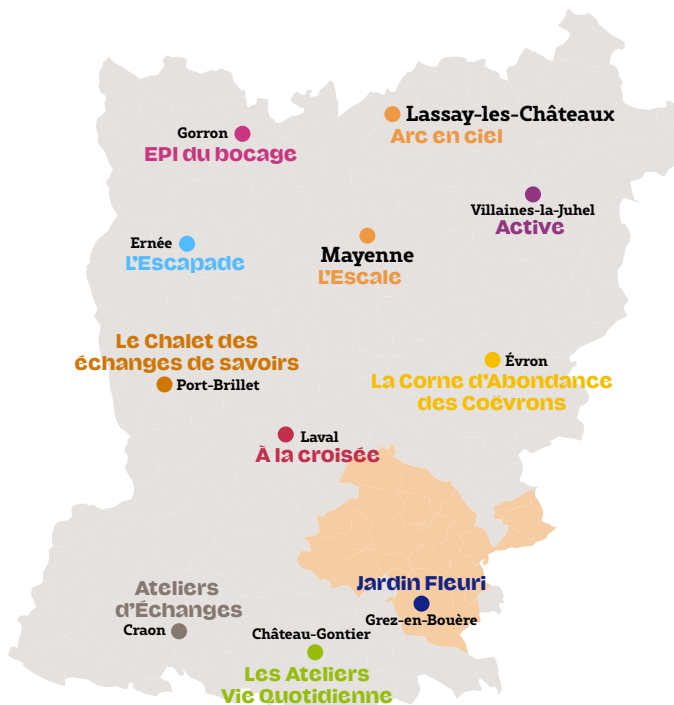 Lassay-les-Châteaux
Arc en ciel
Gorron
EPI du bocage
Villaines-la-Juhel
Active
Ernée
L'Escapade
Mayenne
L'Escale
Le Chalet des
échanges de savoirs
Port-Brillet
Évron
La Corne d'Abondance
des Coëvrons
Laval
À la croisée
Jardin Fleuri
Grez-en-Bouère
Ateliers
d'Échanges
Craon
Château-Gontier
Les Ateliers
Vie Quotidienne